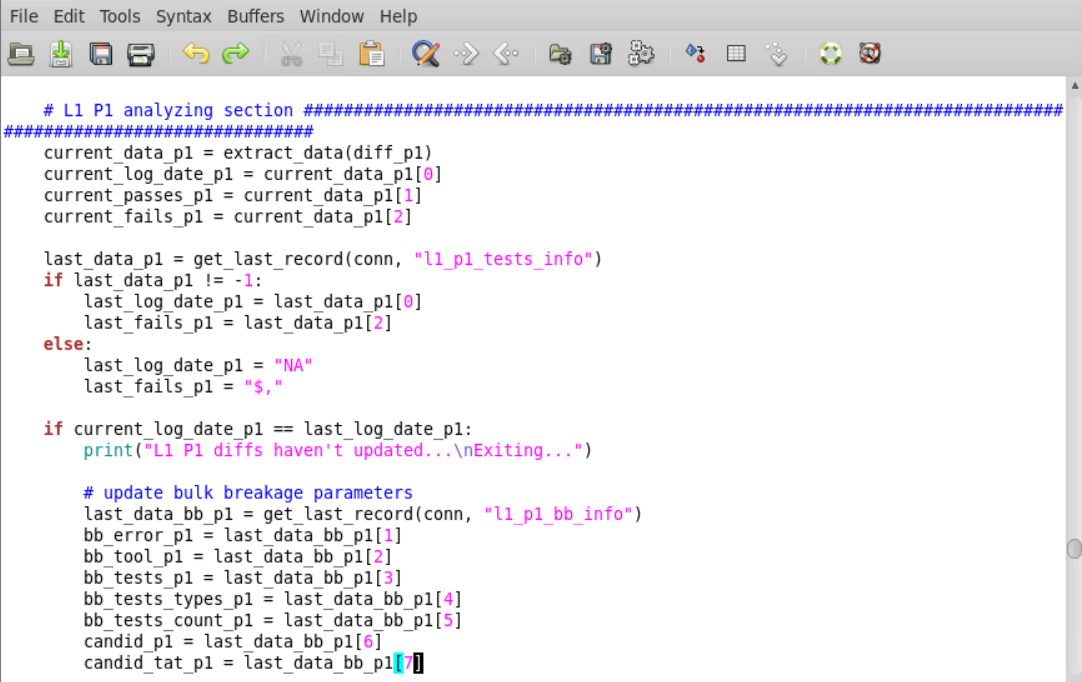 File Edit Tools Syntax Buffers Window Help
# L1 P1 analyzing section ############################################################################
###############################
current_data_p1 = extract_data(diff_p1)
current_log_date_p1 = current_data_p1[0]
current_passes_p1 = current_data_p1[1]
current_fails_p1 = current_data_p1[2]
last_data_p1 = get_last_record(conn, "l1_p1_tests_info")
if last_data_p1 != -1:
last_log_date_p1 = last_data_p1[0]
last_fails_p1 = last_data_p1[2]
else:
last_log_date_p1 = "NA"
last_fails_p1 = "$,"
if current_log_date_p1 == last_log_date_p1:
print("L1 P1 diffs haven't updated...\nExiting...")
# update bulk breakage parameters
last_data_bb_p1 = get_last_record(conn, "l1_p1_bb_info")
bb_error_p1 = last_data_bb_p1[1]
bb_tool_p1 = last_data_bb_p1[2]
bb_tests_p1 = last_data_bb_p1[3]
bb_tests_types_p1 = last_data_bb_p1[4]
bb_tests_count_p1 = last_data_bb_p1[5]
candid_p1 = last_data_bb_p1[6]
candid_tat_p1 = last_data_bb_p1[7]